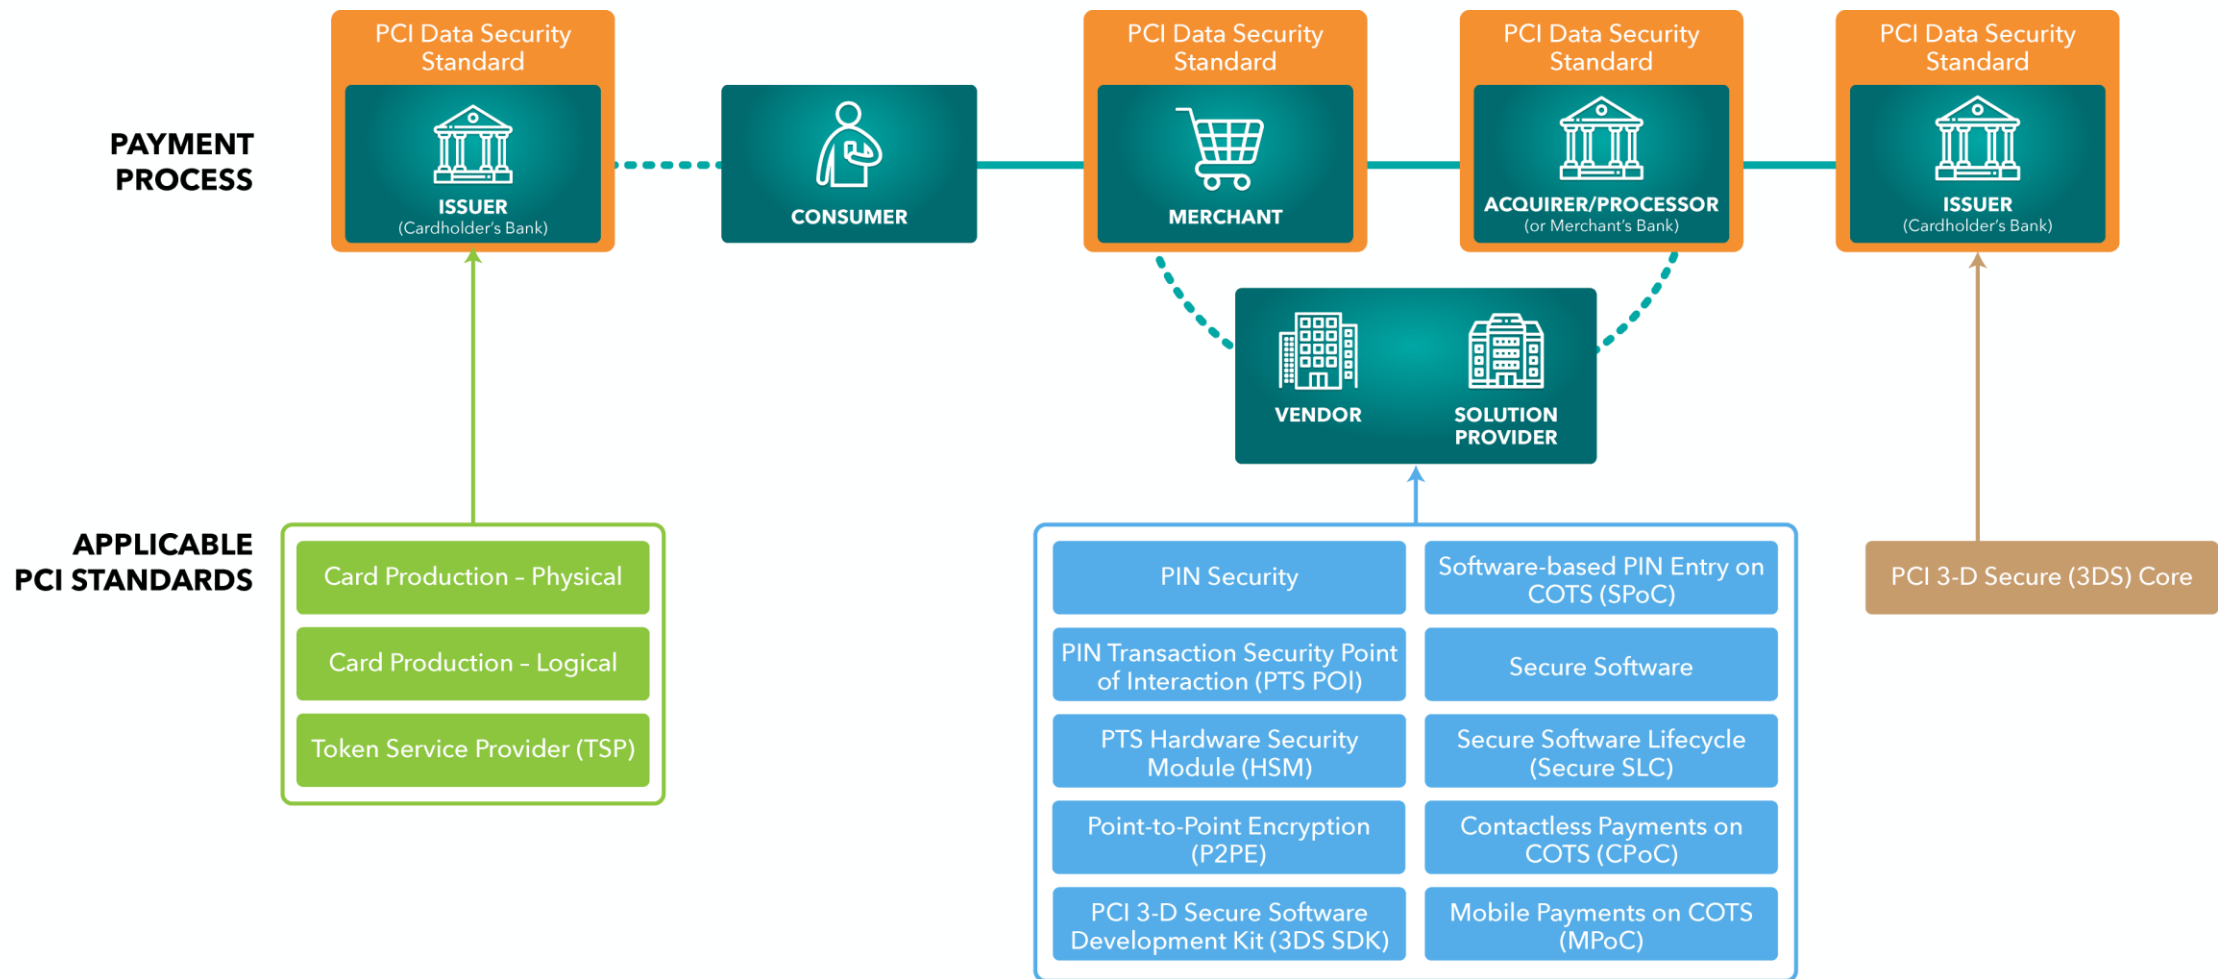 PCI Data Security
Standard
ISSUER
(Cardholder's Bank)
CONSUMER
PCI Data Security
Standard
MERCHANT
PCI Data Security
Standard
ACQUIRER/PROCESSOR
(or Merchant's Bank)
PCI Data Security
Standard
ISSUER
(Cardholder's Bank)
PAYMENT
PROCESS
VENDOR
SOLUTION
PROVIDER
APPLICABLE
PCI STANDARDS
Card Production – Physical
Card Production – Logical
Token Service Provider (TSP)
PIN Security
Software-based PIN Entry on
COTS (SPoC)
PIN Transaction Security Point
of Interaction (PTS POI)
Secure Software
PTS Hardware Security
Module (HSM)
Secure Software Lifecycle
(Secure SLC)
Point-to-Point Encryption
(P2PE)
Contactless Payments on
COTS (CPoC)
PCI 3-D Secure Software
Development Kit (3DS SDK)
Mobile Payments on COTS
(MPoC)
PCI 3-D Secure (3DS) Core